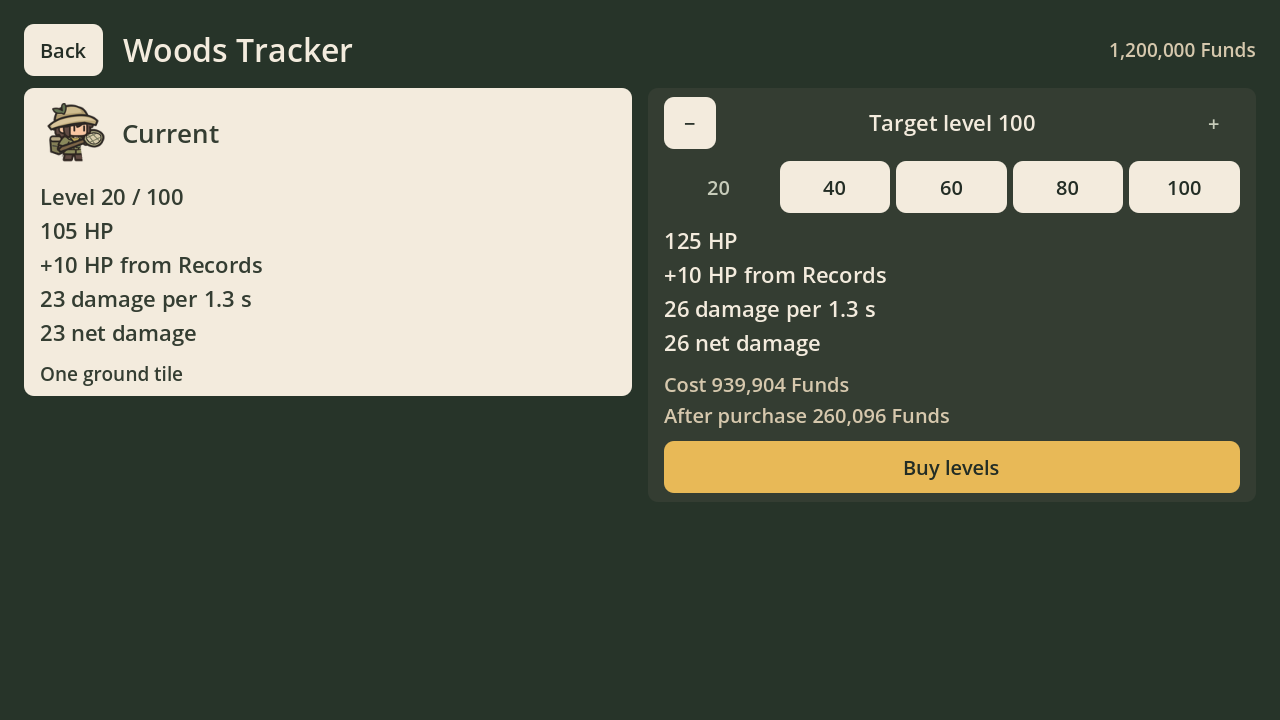 Back
Woods Tracker
1,200,000 Funds
Current
Level 20 / 100
105 HP
+10 HP from Records
23 damage per 1.3 s
23 net damage
One ground tile
−
Target level 100
+
20
40
60
80
100
125 HP
+10 HP from Records
26 damage per 1.3 s
26 net damage
Cost 939,904 Funds
After purchase 260,096 Funds
Buy levels